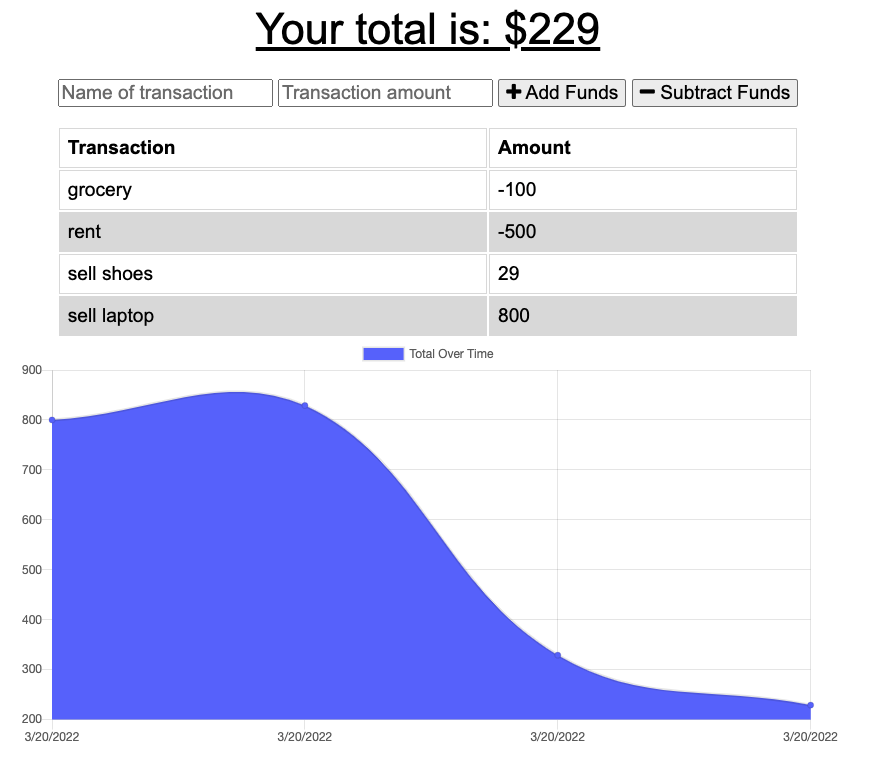 Your total is: $229
Name of transaction Transaction amount + Add Funds − Subtract Funds
Transaction Amount
grocery -100
rent -500
sell shoes 29
sell laptop 800
Total Over Time
900
800
700
600
500
400
300
200
3/20/2022 3/20/2022 3/20/2022 3/20/2022